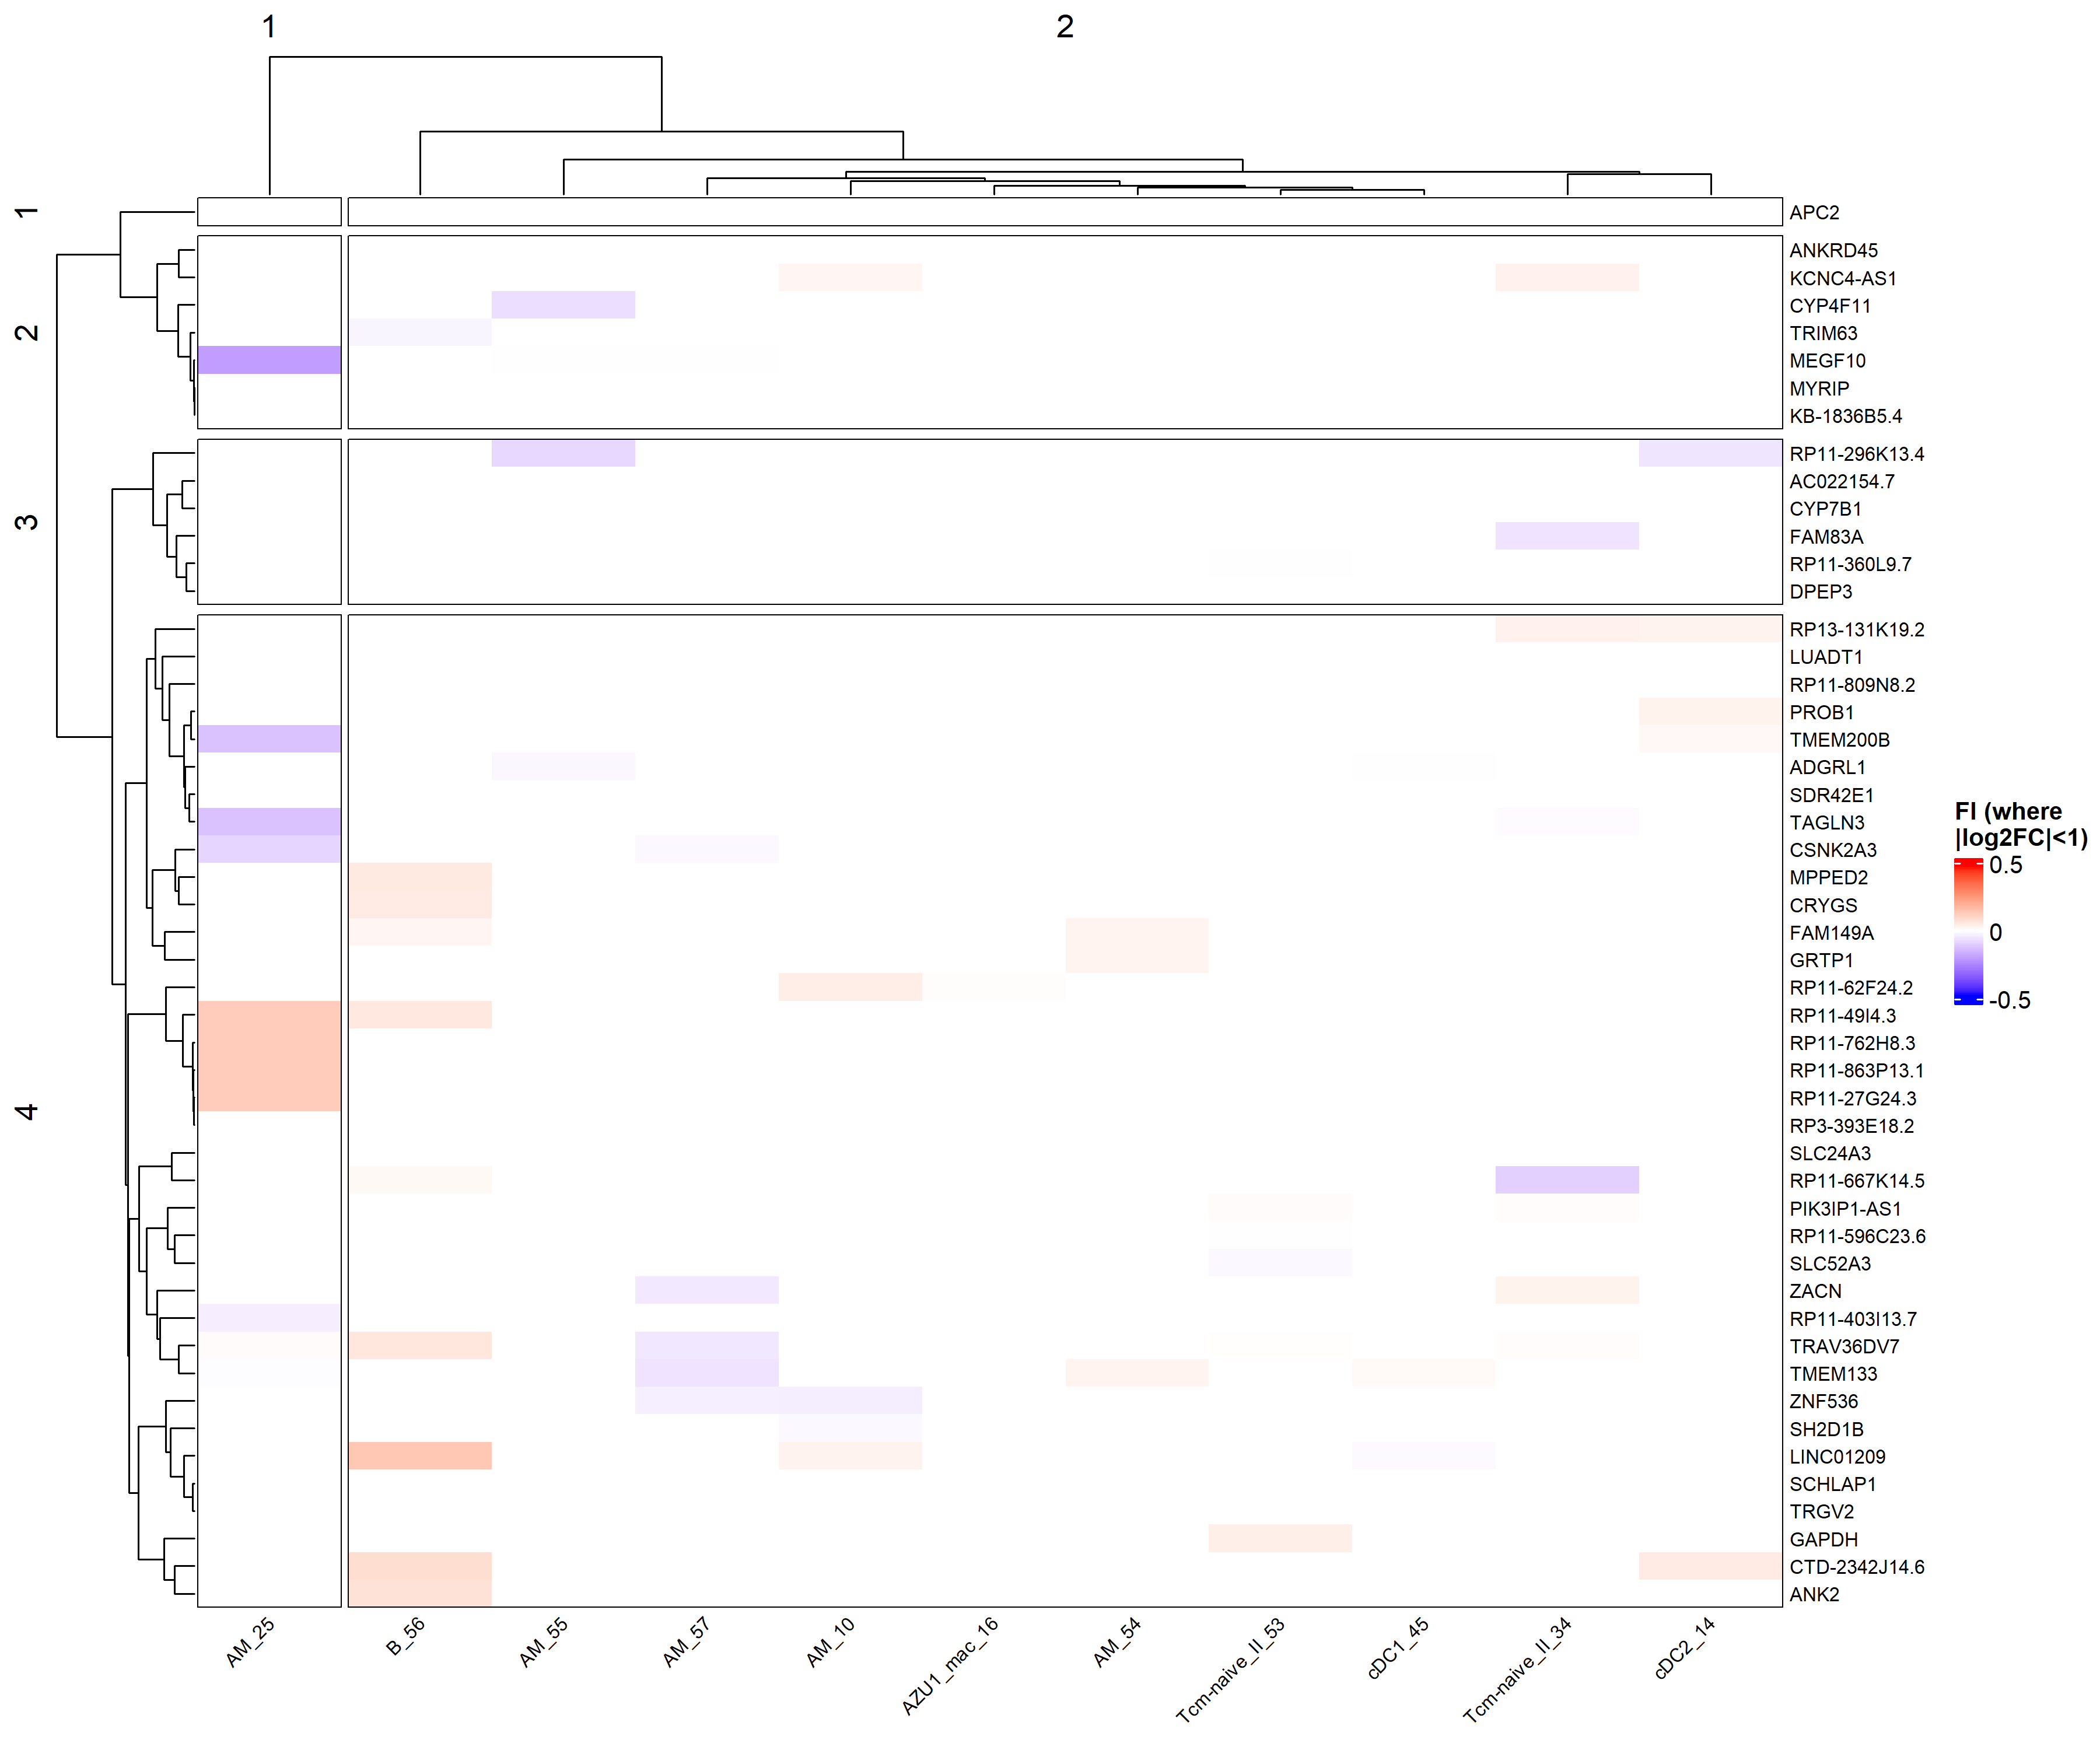 1
2
1
2
3
4
APC2
ANKRD45
KCNC4-AS1
CYP4F11
TRIM63
MEGF10
MYRIP
KB-1836B5.4
RP11-296K13.4
AC022154.7
CYP7B1
FAM83A
RP11-360L9.7
DPEP3
RP13-131K19.2
LUADT1
RP11-809N8.2
PROB1
TMEM200B
ADGRL1
SDR42E1
TAGLN3
CSNK2A3
MPPED2
CRYGS
FAM149A
GRTP1
RP11-62F24.2
RP11-49I4.3
RP11-762H8.3
RP11-863P13.1
RP11-27G24.3
RP3-393E18.2
SLC24A3
RP11-667K14.5
PIK3IP1-AS1
RP11-596C23.6
SLC52A3
ZACN
RP11-403I13.7
TRAV36DV7
TMEM133
ZNF536
SH2D1B
LINC01209
SCHLAP1
TRGV2
GAPDH
CTD-2342J14.6
ANK2
FI (where
|log2FC|<1)
0.5
0
-0.5
AM_25
B_56
AM_55
AM_57
AM_10
AZU1_mac_16
AM_54
Tcm-naive_II_53
cDC1_45
Tcm-naive_II_34
cDC2_14